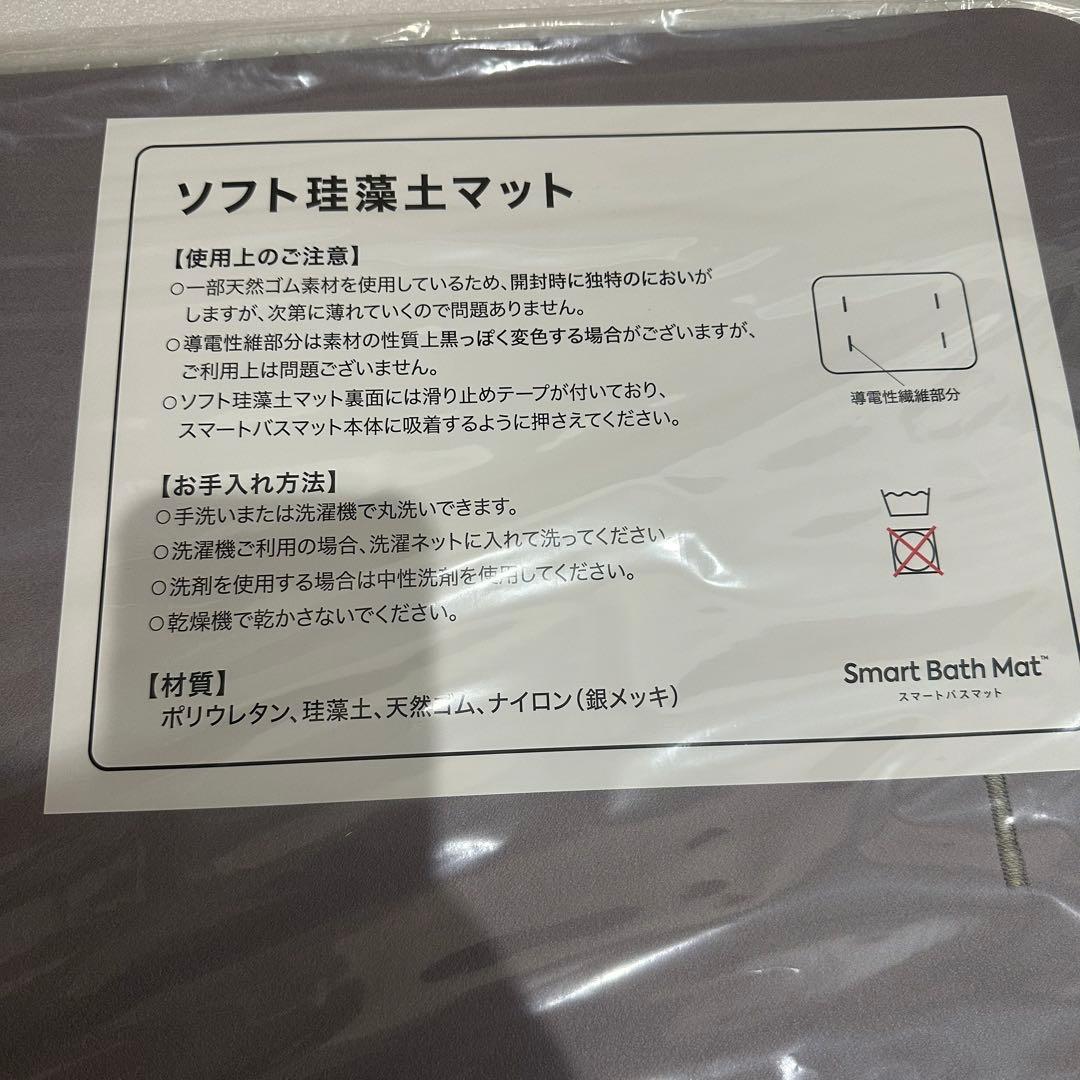 ソフト珪藻土マット
【使用上のご注意】
○一部天然ゴム素材を使用しているため、開封時に独特のにおいが
しますが、次第に薄れていくので問題ありません。
○導電性維部分は素材の性質上黒っぽく変色する場合がございますが、
ご利用上は問題ございません。
○ソフト珪藻土マット裏面には滑り止めテープが付いており、
スマートバスマット本体に吸着するように押さえてください。
導電性繊維部分
【お手入れ方法】
○手洗いまたは洗濯機で丸洗いできます。
○洗濯機ご利用の場合、洗濯ネットに入れて洗ってください
○洗剤を使用する場合は中性洗剤を使用してください。
○乾燥機で乾かさないでください。
【材質】
ポリウレタン、珪藻土、天然ゴム、ナイロン（銀メッキ）
Smart Bath Mat™
スマートバスマット